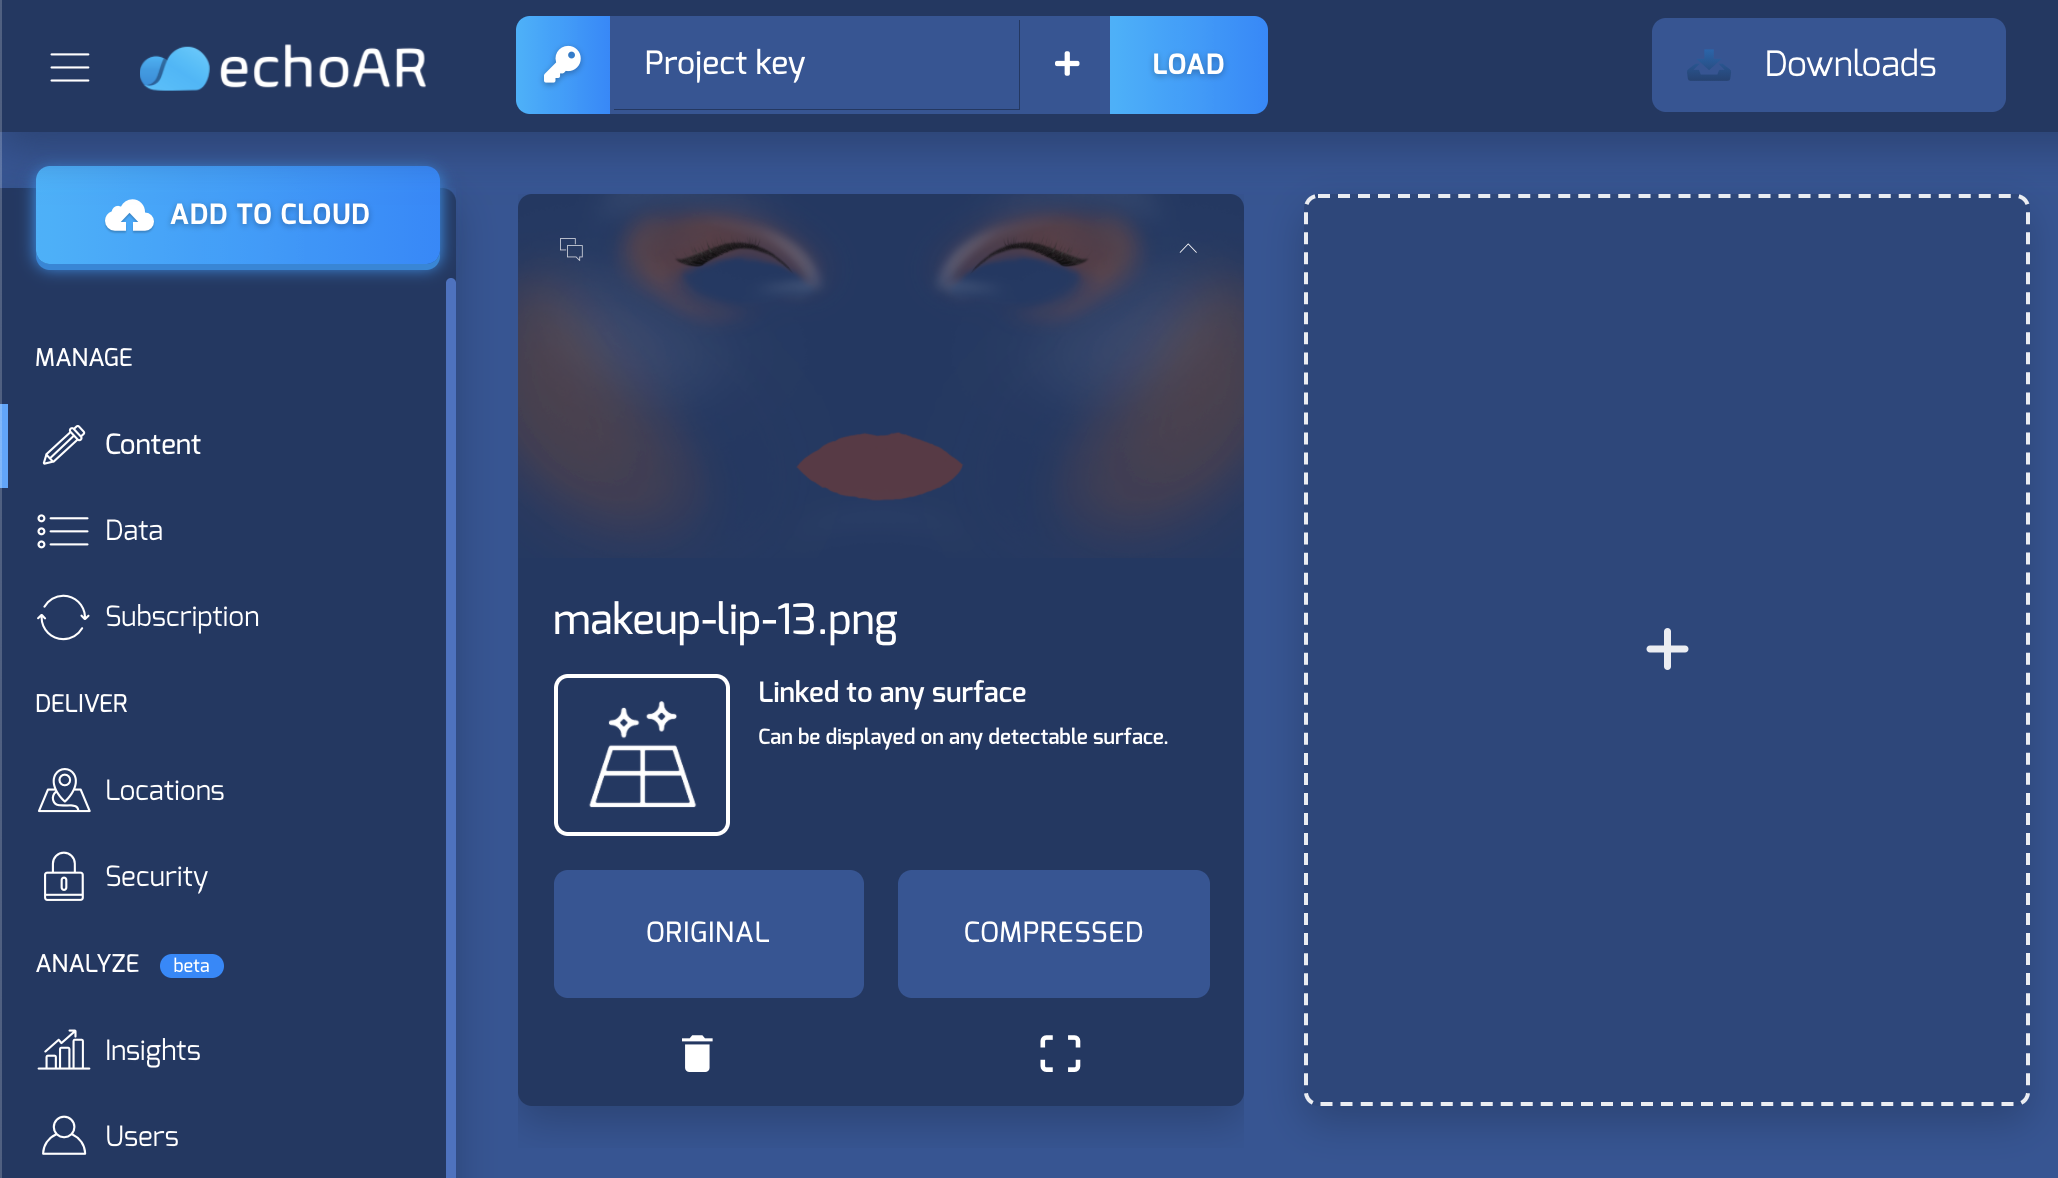 echoAR
Project key
LOAD
Downloads
ADD TO CLOUD
MANAGE
Content
Data
Subscription
DELIVER
Locations
Security
ANALYZE beta
Insights
Users
makeup-lip-13.png
Linked to any surface
Can be displayed on any detectable surface.
ORIGINAL
COMPRESSED